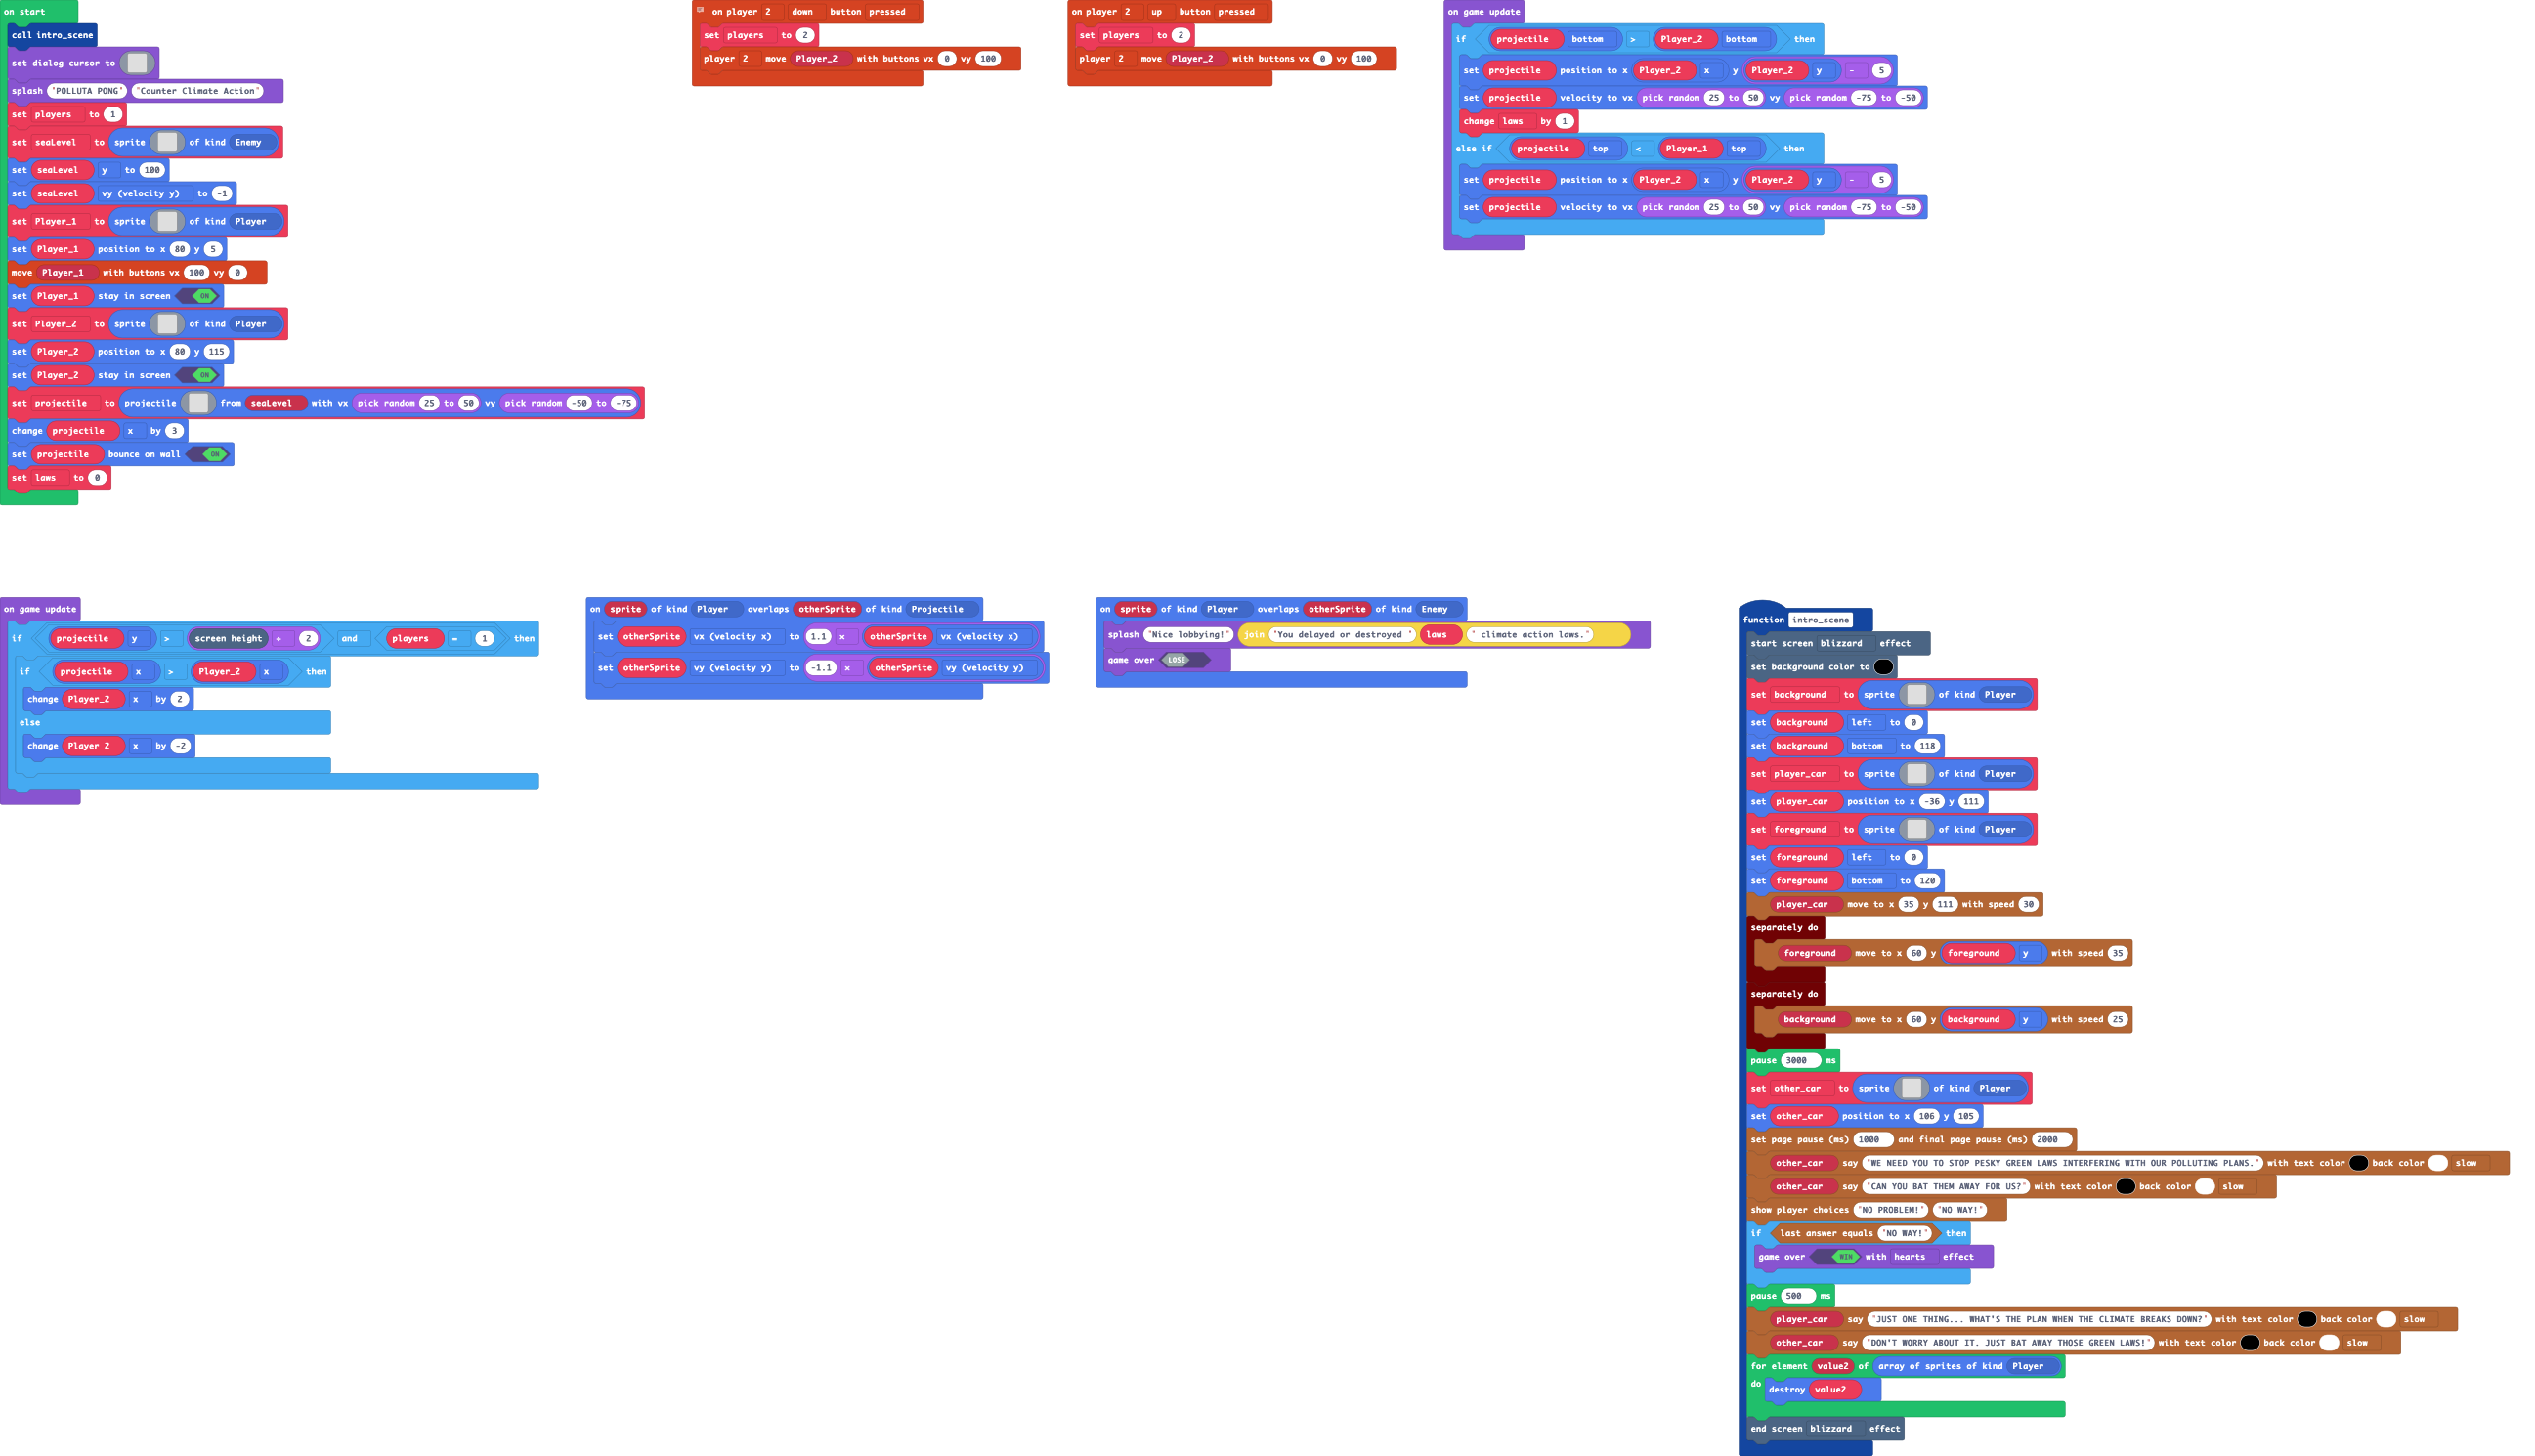 on start
call intro_scene
set dialog cursor to
splash "POLLUTA PONG" "Counter Climate Action"
set players to 1
set seaLevel to sprite of kind Enemy
set seaLevel y to 100
set seaLevel vy (velocity y) to -1
set Player_1 to sprite of kind Player
set Player_1 position to x 80 y 5
move Player_1 with buttons vx 100 vy 0
set Player_1 stay in screen ON
set Player_2 to sprite of kind Player
set Player_2 position to x 80 y 115
set Player_2 stay in screen ON
set projectile to projectile from seaLevel with vx pick random 25 to 50 vy pick random -50 to -75
change projectile x by 3
set projectile bounce on wall ON
set laws to 0
on player 2 down button pressed
set players to 2
player 2 move Player_2 with buttons vx 0 vy 100
on player 2 up button pressed
set players to 2
player 2 move Player_2 with buttons vx 0 vy 100
on game update
if projectile bottom > Player_2 bottom then
set projectile position to x Player_2 x y Player_2 y - 5
set projectile velocity to vx pick random 25 to 50 vy pick random -75 to -50
change laws by 1
else if projectile top < Player_1 top then
set projectile position to x Player_2 x y Player_2 y - 5
set projectile velocity to vx pick random 25 to 50 vy pick random -75 to -50
on game update
if projectile y > screen height ÷ 2 and players = 1 then
if projectile x > Player_2 x then
change Player_2 x by 2
else
change Player_2 x by -2
on sprite of kind Player overlaps otherSprite of kind Projectile
set otherSprite vx (velocity x) to 1.1 × otherSprite vx (velocity x)
set otherSprite vy (velocity y) to -1.1 × otherSprite vy (velocity y)
on sprite of kind Player overlaps otherSprite of kind Enemy
splash "Nice lobbying!" join "You delayed or destroyed " laws " climate action laws."
game over LOSE
function intro_scene
start screen blizzard effect
set background color to
set background to sprite of kind Player
set background left to 0
set background bottom to 118
set player_car to sprite of kind Player
set player_car position to x -36 y 111
set foreground to sprite of kind Player
set foreground left to 0
set foreground bottom to 120
player_car move to x 35 y 111 with speed 30
separately do
foreground move to x 60 y foreground y with speed 35
separately do
background move to x 60 y background y with speed 25
pause 3000 ms
set other_car to sprite of kind Player
set other_car position to x 106 y 105
set page pause (ms) 1000 and final page pause (ms) 2000
other_car say "WE NEED YOU TO STOP PESKY GREEN LAWS INTERFERING WITH OUR POLLUTING PLANS." with text color back color slow
other_car say "CAN YOU BAT THEM AWAY FOR US?" with text color back color slow
show player choices "NO PROBLEM!" "NO WAY!"
if last answer equals "NO WAY!" then
game over WIN with hearts effect
pause 500 ms
player_car say "JUST ONE THING... WHAT'S THE PLAN WHEN THE CLIMATE BREAKS DOWN?" with text color back color slow
other_car say "DON'T WORRY ABOUT IT. JUST BAT AWAY THOSE GREEN LAWS!" with text color back color slow
for element value2 of array of sprites of kind Player
do destroy value2
end screen blizzard effect